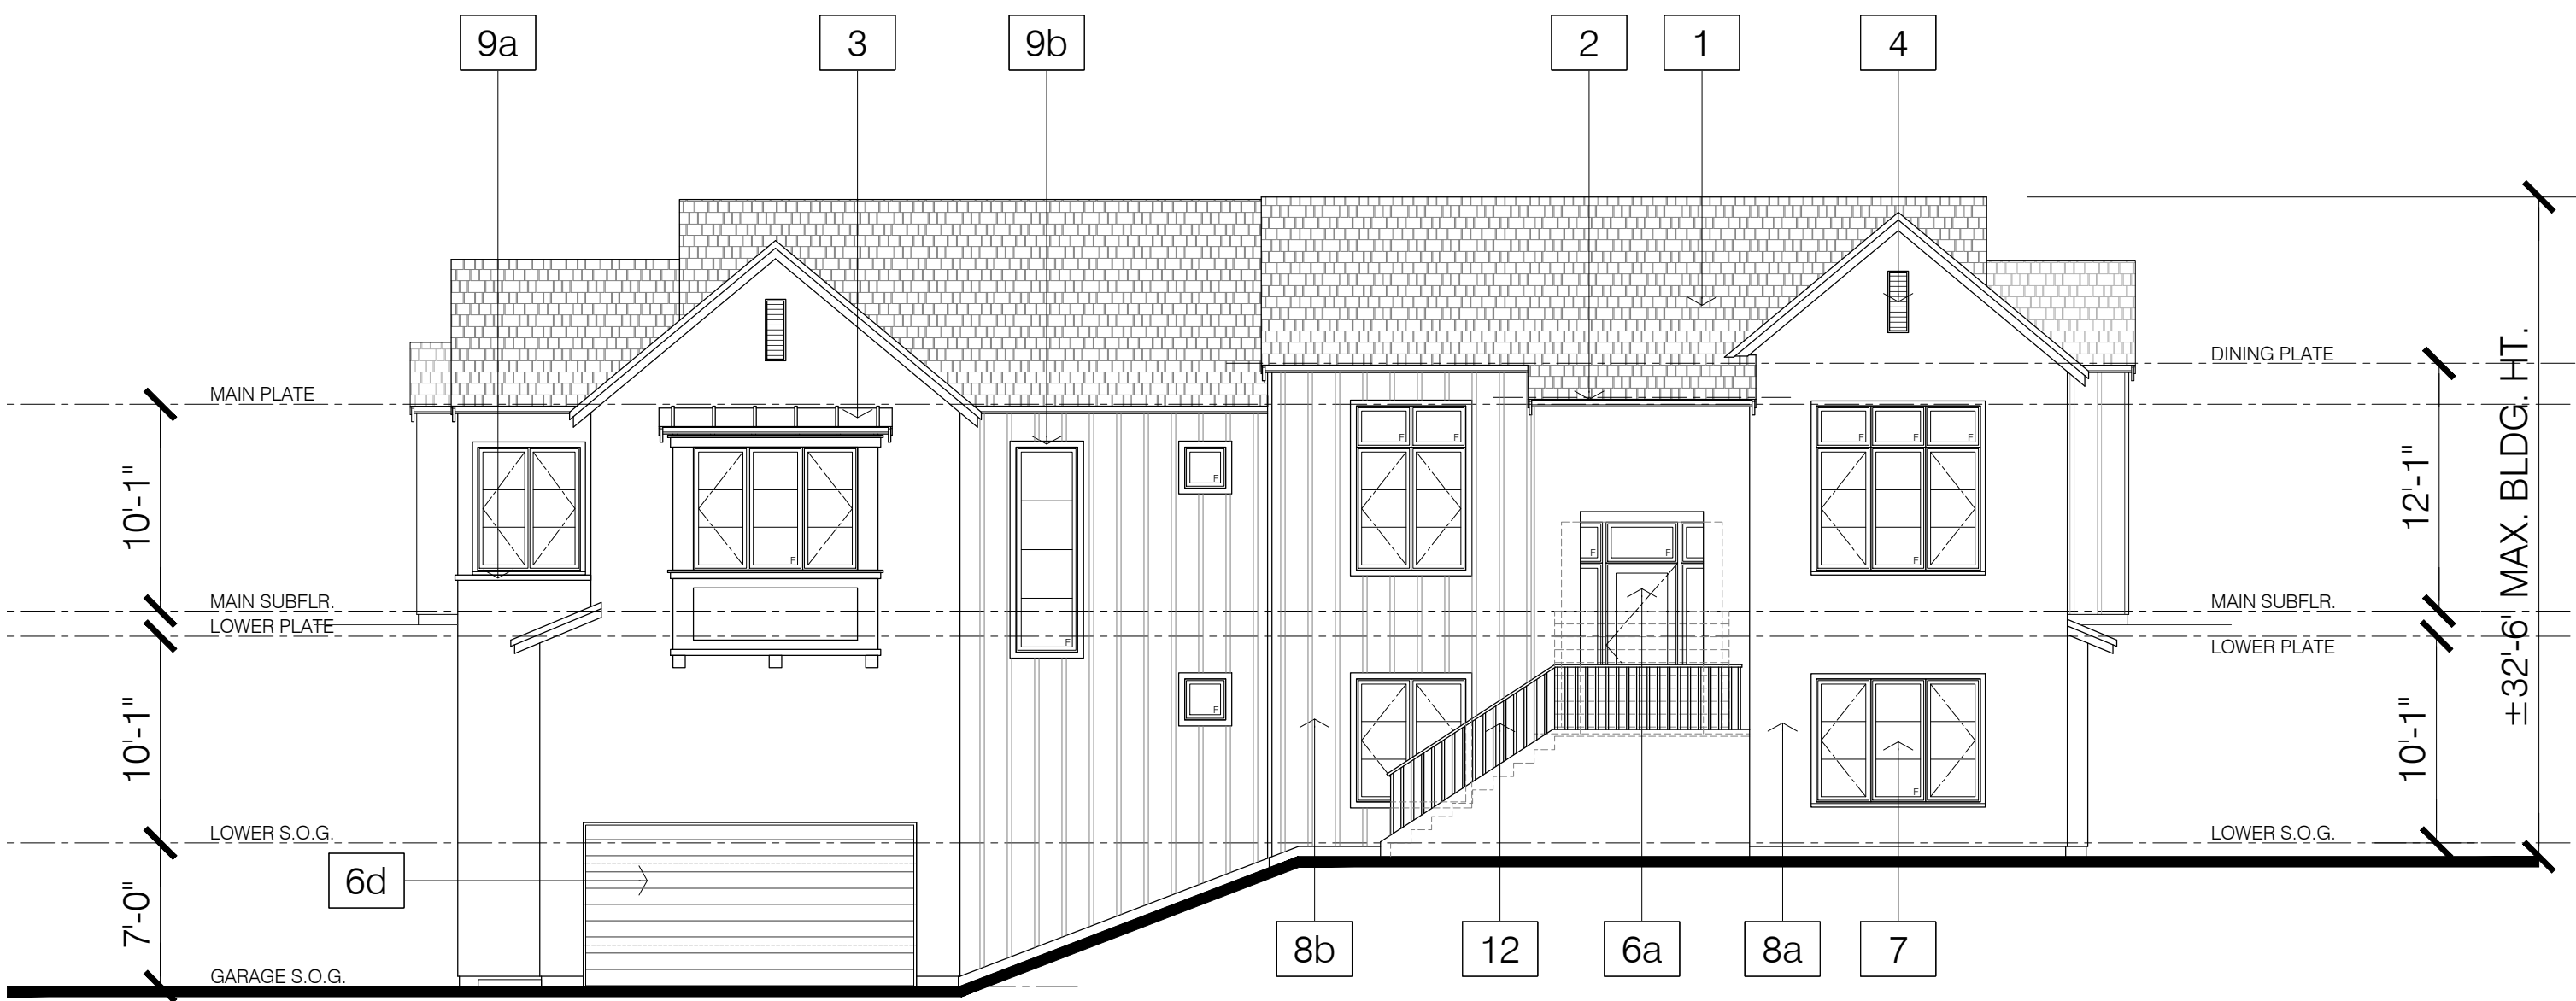 9a
3
9b
2
1
4
MAIN PLATE
DINING PLATE
10'-1"
12'-1"
±32'-6" MAX. BLDG. HT.
F
F
F
F
F
F
F
F
F
F
F
MAIN SUBFLR.
MAIN SUBFLR.
LOWER PLATE
LOWER PLATE
F
F
10'-1"
10'-1"
F
LOWER S.O.G.
LOWER S.O.G.
6d
7'-0"
8b
12
6a
8a
7
GARAGE S.O.G.